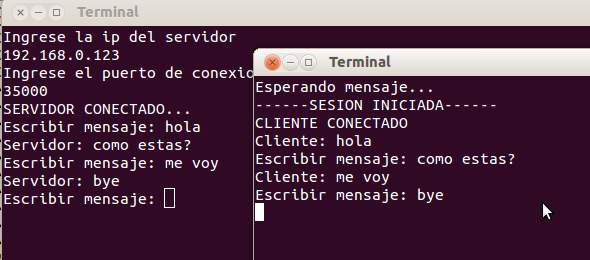 Terminal
Ingrese la ip del servidor
192.168.0.123
Ingrese el puerto de conexio
35000
SERVIDOR CONECTADO...
Escribir mensaje: hola
Servidor: como estas?
Escribir mensaje: me voy
Servidor: bye
Escribir mensaje:
Terminal
Esperando mensaje...
------SESION INICIADA------
CLIENTE CONECTADO
Cliente: hola
Escribir mensaje: como estas?
Cliente: me voy
Escribir mensaje: bye